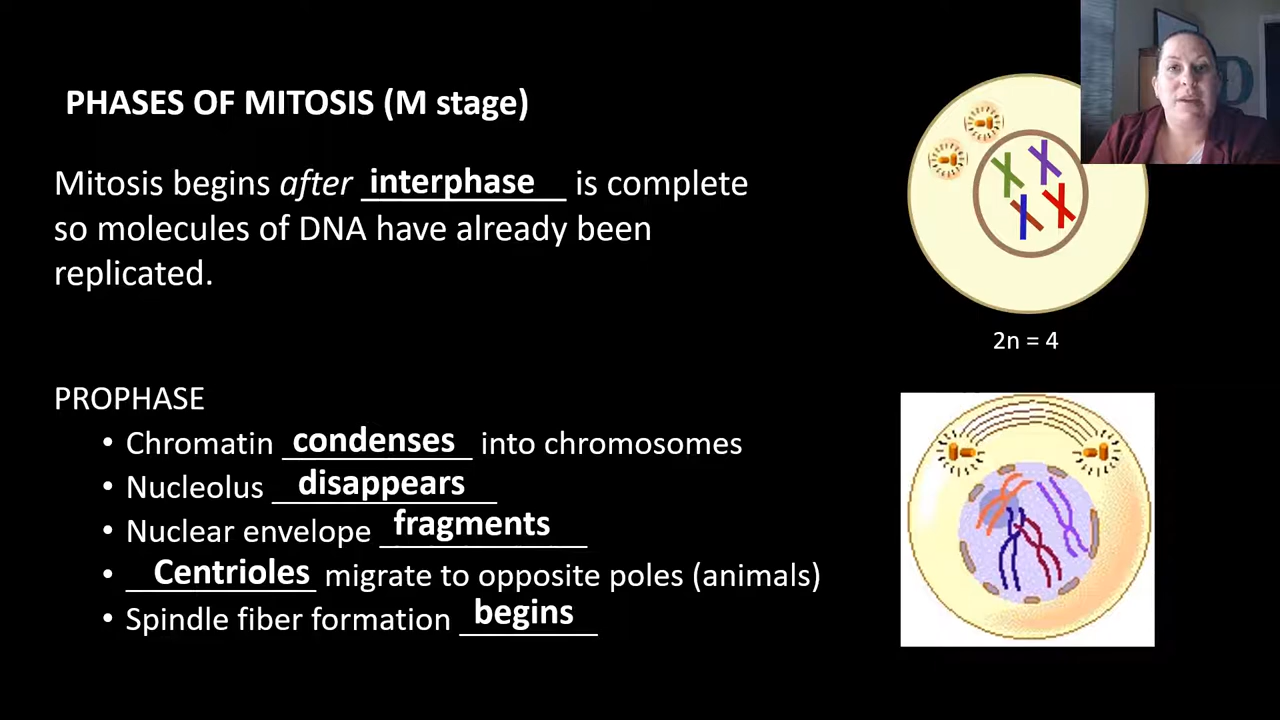 PHASES OF MITOSIS (M stage)
Mitosis begins after interphase is complete
so molecules of DNA have already been
replicated.
2n = 4
PROPHASE
• Chromatin condenses into chromosomes
• Nucleolus disappears
• Nuclear envelope fragments
• Centrioles migrate to opposite poles (animals)
• Spindle fiber formation begins
D